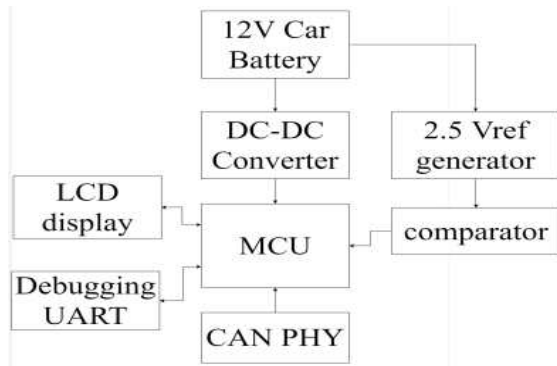 12V Car
Battery
DC-DC
Converter
2.5 Vref
generator
LCD
display
MCU
comparator
Debugging
UART
CAN PHY